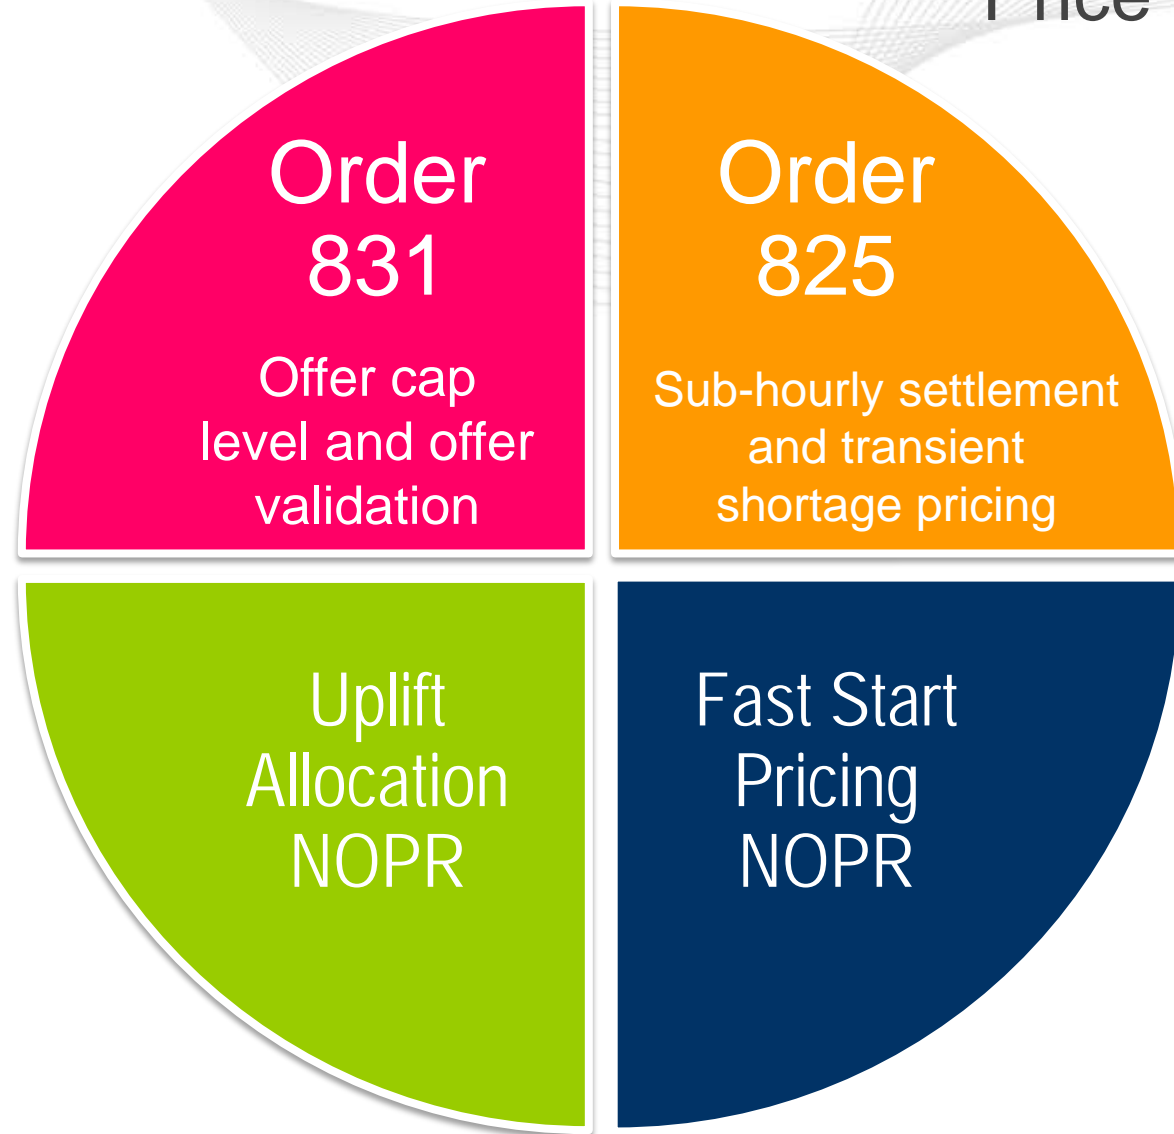 Price
Order
831
Offer cap
level and offer
validation
Order
825
Sub-hourly settlement
and transient
shortage pricing
Uplift
Allocation
NOPR
Fast Start
Pricing
NOPR